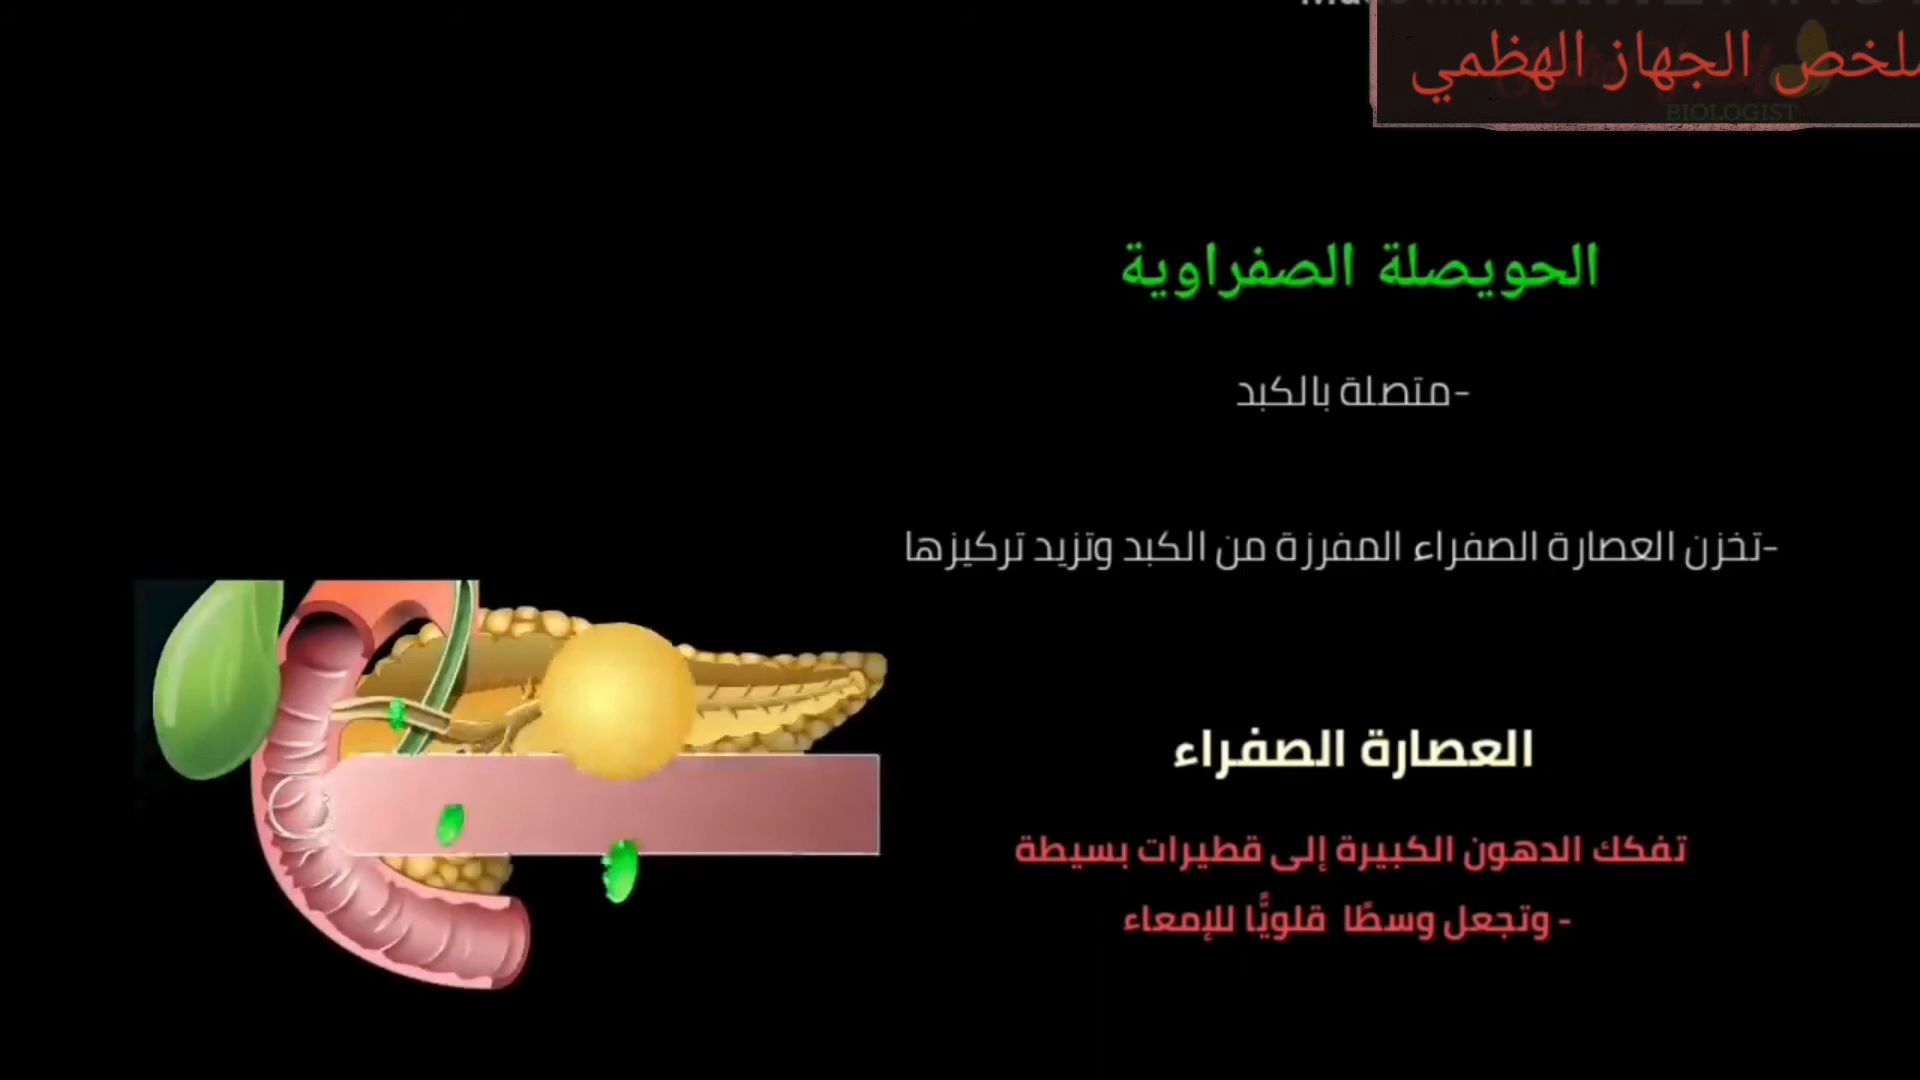 ملخص الجهاز الهظمي
BIOLOGIST
الحويصلة الصفراوية
-متصلة بالكبد
-تخزن العصارة الصفراء المفرزة من الكبد وتزيد تركيزها
العصارة الصفراء
تفكك الدهون الكبيرة إلى قطيرات بسيطة
- وتجعل وسطًا قلويًّا للإمعاء